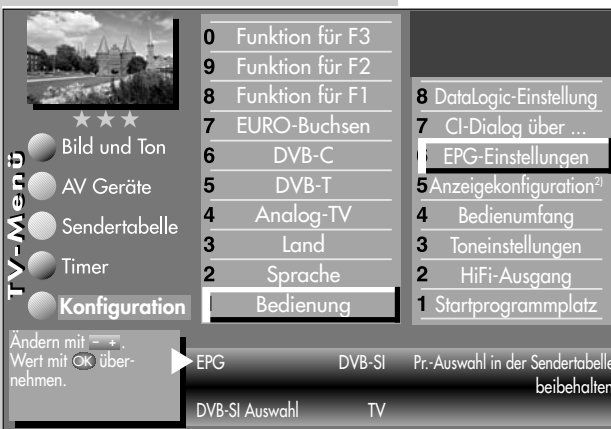 TV-Menü
Bild und Ton
AV Geräte
Sendertabelle
Timer
Konfiguration
0 Funktion für F3
9 Funktion für F2
8 Funktion für F1
7 EURO-Buchsen
6 DVB-C
5 DVB-T
4 Analog-TV
3 Land
2 Sprache
1 Bedienung
8 DataLogic-Einstellung
7 CI-Dialog über ...
6 EPG-Einstellungen
5 Anzeigekonfiguration2)
4 Bedienumfang
3 Toneinstellungen
2 HiFi-Ausgang
1 Startprogrammplatz
Ändern mit - + .
Wert mit OK über-
nehmen.
EPG DVB-SI Pr.-Auswahl in der Sendertabelle
beibehalten
DVB-SI Auswahl TV